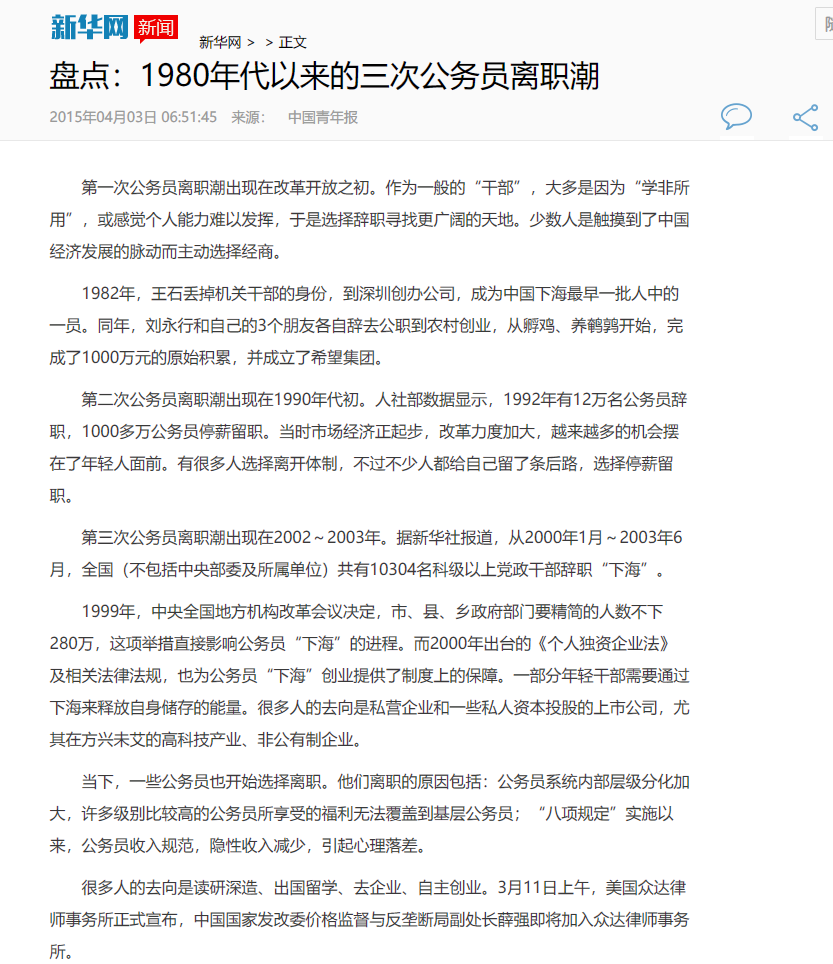 新华网 新闻
新华网 > > 正文
盘点：1980年代以来的三次公务员离职潮
2015年04月03日 06:51:45 来源： 中国青年报
第一次公务员离职潮出现在改革开放之初。作为一般的“干部”，大多是因为“学非所
用”，或感觉个人能力难以发挥，于是选择辞职寻找更广阔的天地。少数人是触摸到了中国
经济发展的脉动而主动选择经商。
1982年，王石丢掉机关干部的身份，到深圳创办公司，成为中国下海最早一批人中的
一员。同年，刘永行和自己的3个朋友各自辞去公职到农村创业，从孵鸡、养鹌鹑开始，完
成了1000万元的原始积累，并成立了希望集团。
第二次公务员离职潮出现在1990年代初。人社部数据显示，1992年有12万名公务员辞
职，1000多万公务员停薪留职。当时市场经济正起步，改革力度加大，越来越多的机会摆
在了年轻人面前。有很多人选择离开体制，不过不少人都给自己留了条后路，选择停薪留
职。
第三次公务员离职潮出现在2002～2003年。据新华社报道，从2000年1月～2003年6
月，全国（不包括中央部委及所属单位）共有10304名科级以上党政干部辞职“下海”。
1999年，中央全国地方机构改革会议决定，市、县、乡政府部门要精简的人数不下
280万，这项举措直接影响公务员“下海”的进程。而2000年出台的《个人独资企业法》
及相关法律法规，也为公务员“下海”创业提供了制度上的保障。一部分年轻干部需要通过
下海来释放自身储存的能量。很多人的去向是私营企业和一些私人资本投股的上市公司，尤
其在方兴未艾的高科技产业、非公有制企业。
当下，一些公务员也开始选择离职。他们离职的原因包括：公务员系统内部层级分化加
大，许多级别比较高的公务员所享受的福利无法覆盖到基层公务员；“八项规定”实施以
来，公务员收入规范，隐性收入减少，引起心理落差。
很多人的去向是读研深造、出国留学、去企业、自主创业。3月11日上午，美国众达律
师事务所正式宣布，中国国家发改委价格监督与反垄断局副处长薛强即将加入众达律师事务
所。